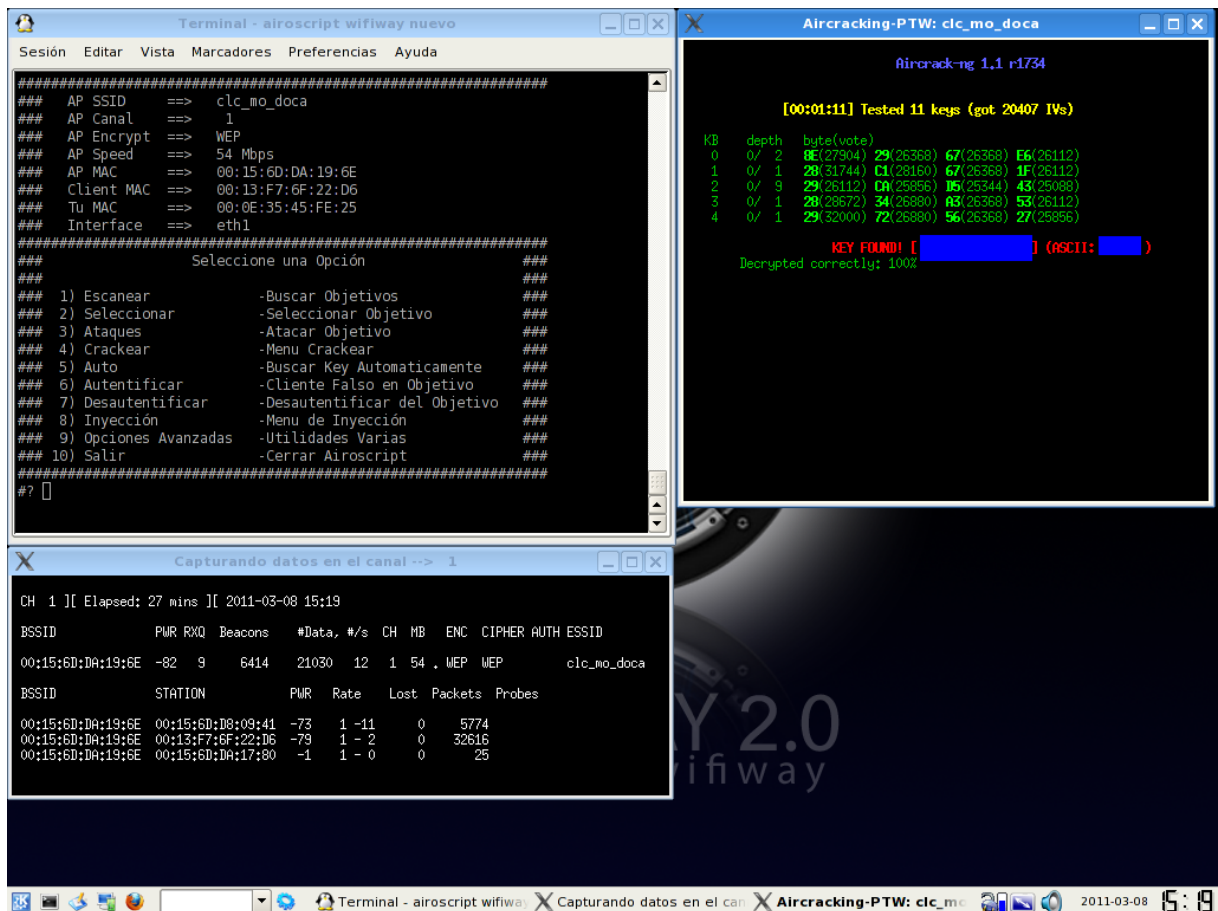 Terminal - airoscript wifiway nuevo
Sesión Editar Vista Marcadores Preferencias Ayuda
################################################################
### AP SSID ==> clc_mo_doca
### AP Canal ==> 1
### AP Encrypt ==> WEP
### AP Speed ==> 54 Mbps
### AP MAC ==> 00:15:6D:DA:19:6E
### Client MAC ==> 00:13:F7:6F:22:D6
### Tu MAC ==> 00:0E:35:45:FE:25
### Interface ==> eth1
################################################################
### Seleccione una Opción ###
### ###
### 1) Escanear -Buscar Objetivos ###
### 2) Seleccionar -Seleccionar Objetivo ###
### 3) Ataques -Atacar Objetivo ###
### 4) Crackear -Menu Crackear ###
### 5) Auto -Buscar Key Automaticamente ###
### 6) Autentificar -Cliente Falso en Objetivo ###
### 7) Desautentificar -Desautentificar del Objetivo ###
### 8) Inyección -Menu de Inyección ###
### 9) Opciones Avanzadas -Utilidades Varias ###
### 10) Salir -Cerrar Airoscript ###
################################################################
#?
Aircracking-PTW: clc_mo_doca
Aircrack-ng 1.1 r1734
[00:01:11] Tested 11 keys (got 20407 IVs)
KB depth byte(vote)
0 0/ 2 8E(27904) 29(26368) 67(26368) E6(26112)
1 0/ 1 28(31744) C1(28160) 67(26368) 1F(26112)
2 0/ 9 29(26112) CA(25856) D5(25344) 43(25088)
3 0/ 1 28(28672) 34(26880) A3(26368) 53(26112)
4 0/ 1 29(32000) 72(26880) 56(26368) 27(25856)
KEY FOUND! [ ] (ASCII: )
Decrypted correctly: 100%
Capturando datos en el canal --> 1
CH 1 ][ Elapsed: 27 mins ][ 2011-03-08 15:19
BSSID PWR RXQ Beacons #Data, #/s CH MB ENC CIPHER AUTH ESSID
00:15:6D:DA:19:6E -82 9 6414 21030 12 1 54 . WEP WEP clc_mo_doca
BSSID STATION PWR Rate Lost Packets Probes
00:15:6D:DA:19:6E 00:15:6D:D8:09:41 -73 1 -11 0 5774
00:15:6D:DA:19:6E 00:13:F7:6F:22:D6 -79 1 - 2 0 32616
00:15:6D:DA:19:6E 00:15:6D:DA:17:80 -1 1 - 0 0 25
Y 2.0
ifiway
Terminal - airoscript wifiwa
Capturando datos en el can
Aircracking-PTW: clc_m
2011-03-08
15:19